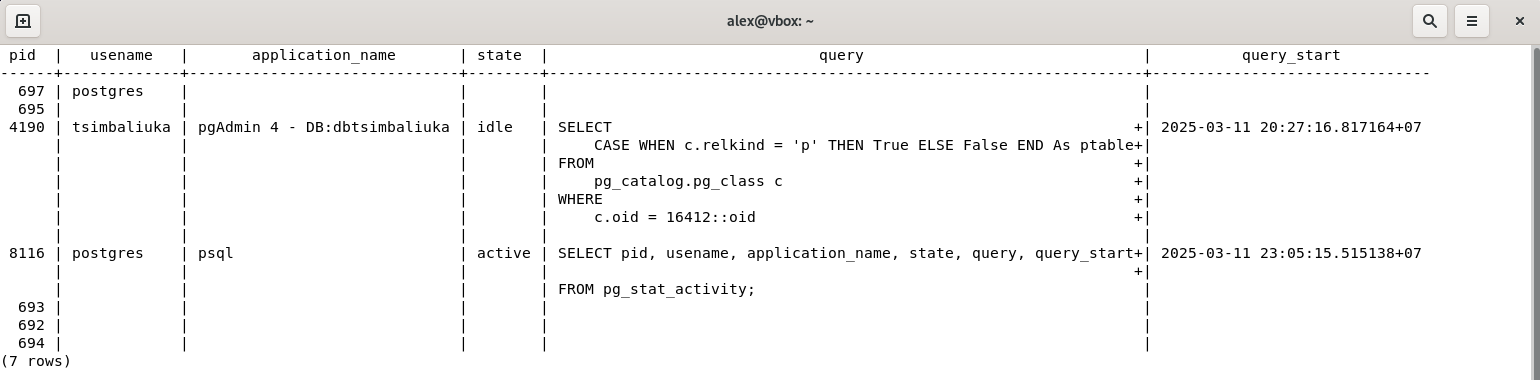 alex@vbox: ~
 pid  |   usename   |       application_name       | state  |                              query                               |          query_start
------+-------------+------------------------------+--------+------------------------------------------------------------------+-------------------------------
  697 | postgres    |                              |        |                                                                  |
  695 |             |                              |        |                                                                  |
 4190 | tsimbaliuka | pgAdmin 4 - DB:dbtsimbaliuka | idle   | SELECT                                                          +| 2025-03-11 20:27:16.817164+07
      |             |                              |        |     CASE WHEN c.relkind = 'p' THEN True ELSE False END As ptable+|
      |             |                              |        | FROM                                                            +|
      |             |                              |        |     pg_catalog.pg_class c                                       +|
      |             |                              |        | WHERE                                                           +|
      |             |                              |        |     c.oid = 16412::oid                                          +|
      |             |                              |        |                                                                  |
 8116 | postgres    | psql                         | active | SELECT pid, usename, application_name, state, query, query_start+| 2025-03-11 23:05:15.515138+07
      |             |                              |        |                                                                 +|
      |             |                              |        | FROM pg_stat_activity;                                           |
  693 |             |                              |        |                                                                  |
  692 |             |                              |        |                                                                  |
  694 |             |                              |        |                                                                  |
(7 rows)